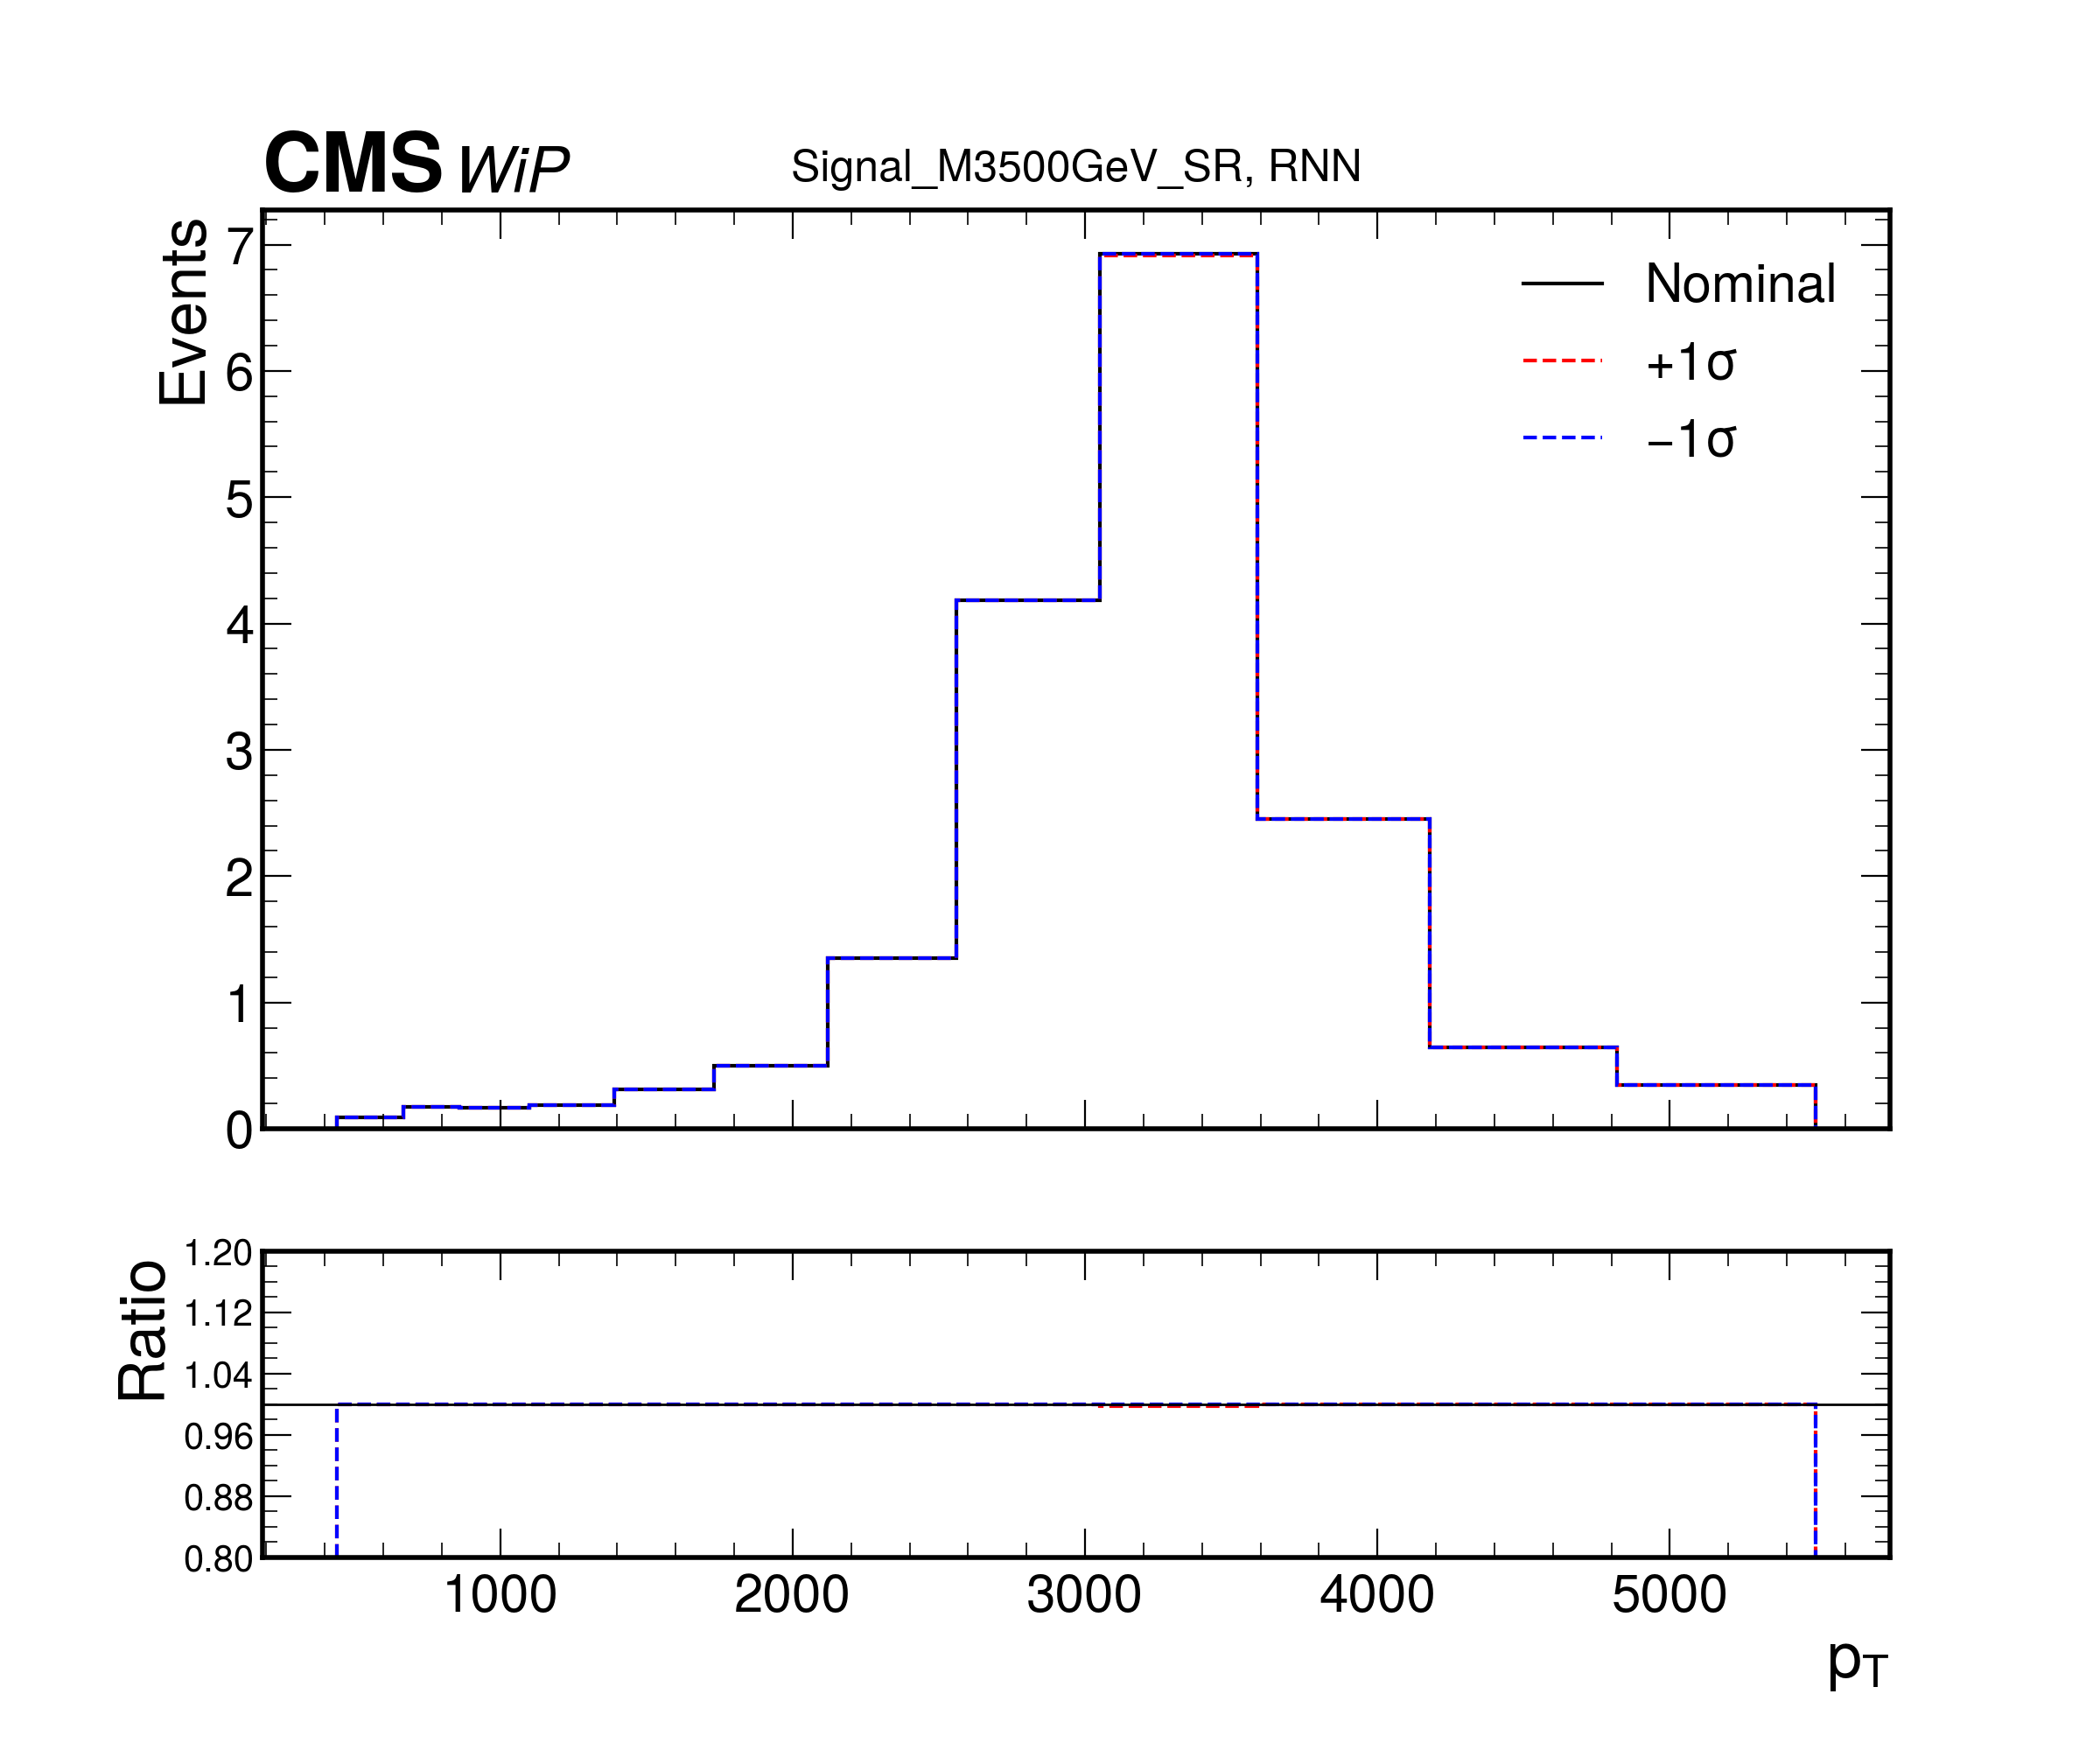 CMS WiP
Signal_M3500GeV_SR, RNN
Events
7
6
5
4
3
2
1
0
Nominal
+1σ
−1σ
Ratio
1.20
1.12
1.04
0.96
0.88
0.80
1000 2000 3000 4000 5000
pT